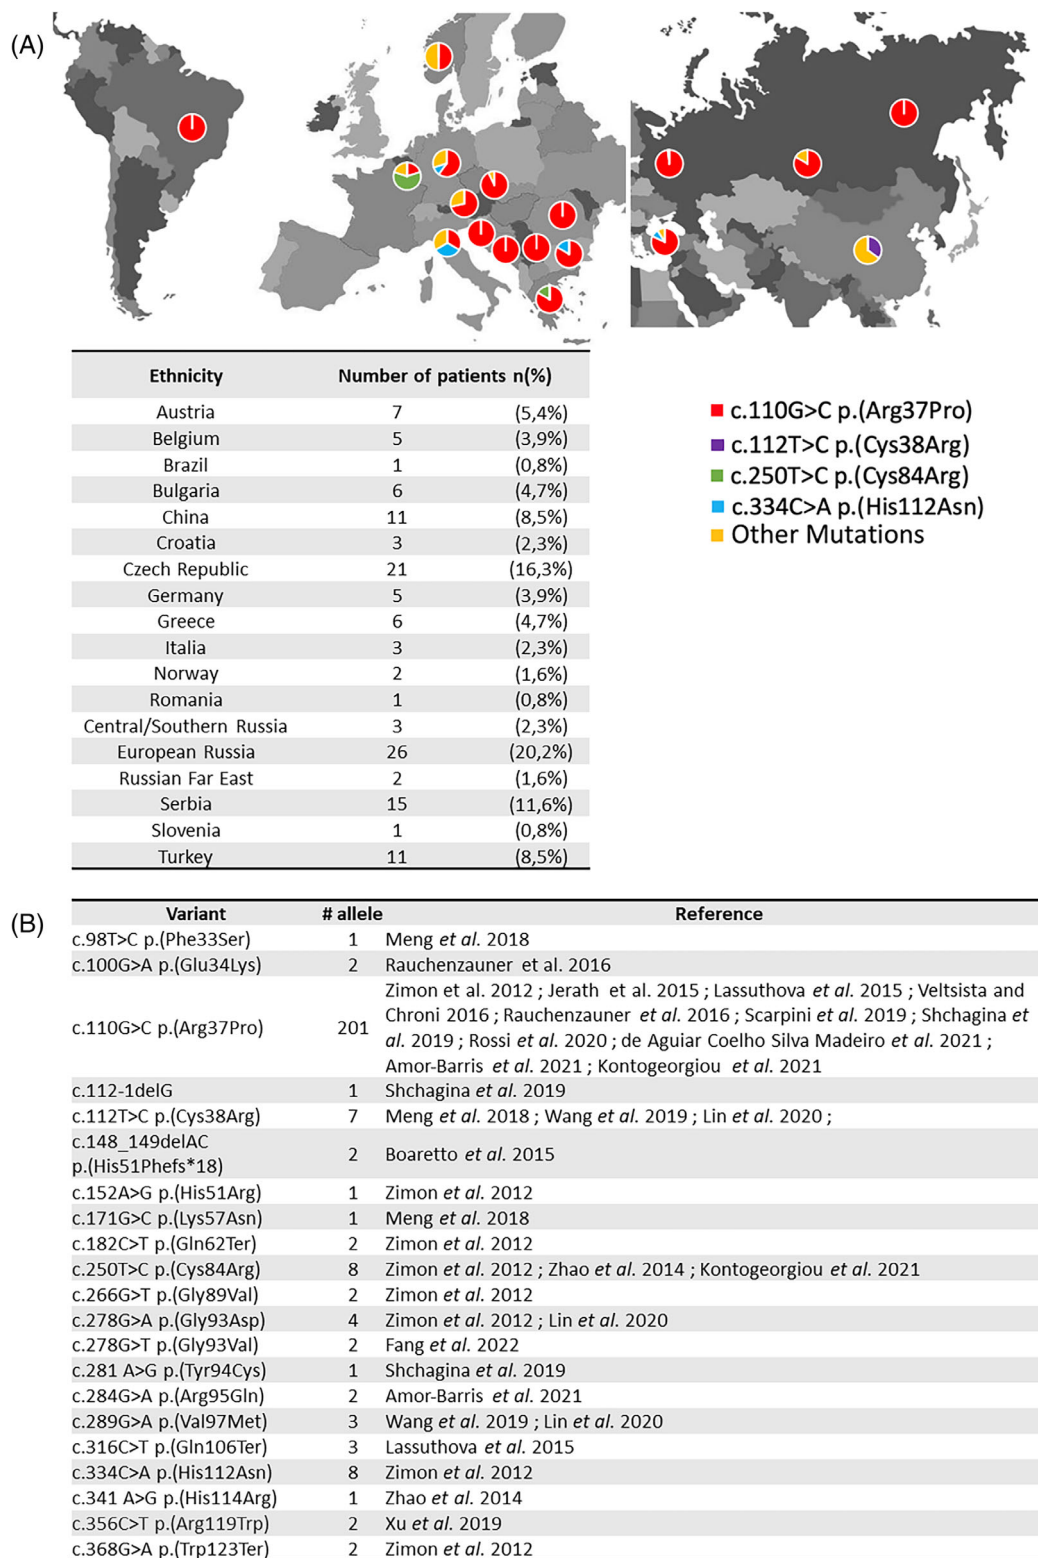 (A)
Ethnicity Number of patients n(%)
Austria 7 (5,4%)
Belgium 5 (3,9%)
Brazil 1 (0,8%)
Bulgaria 6 (4,7%)
China 11 (8,5%)
Croatia 3 (2,3%)
Czech Republic 21 (16,3%)
Germany 5 (3,9%)
Greece 6 (4,7%)
Italia 3 (2,3%)
Norway 2 (1,6%)
Romania 1 (0,8%)
Central/Southern Russia 3 (2,3%)
European Russia 26 (20,2%)
Russian Far East 2 (1,6%)
Serbia 15 (11,6%)
Slovenia 1 (0,8%)
Turkey 11 (8,5%)
c.110G>C p.(Arg37Pro)
c.112T>C p.(Cys38Arg)
c.250T>C p.(Cys84Arg)
c.334C>A p.(His112Asn)
Other Mutations
(B)
Variant # allele Reference
c.98T>C p.(Phe33Ser) 1 Meng et al. 2018
c.100G>A p.(Glu34Lys) 2 Rauchenzauner et al. 2016
c.110G>C p.(Arg37Pro) 201 Zimon et al. 2012 ; Jerath et al. 2015 ; Lassuthova et al. 2015 ; Veltsista and
Chroni 2016 ; Rauchenzauner et al. 2016 ; Scarpini et al. 2019 ; Shchagina et
al. 2019 ; Rossi et al. 2020 ; de Aguiar Coelho Silva Madeiro et al. 2021 ;
Amor-Barris et al. 2021 ; Kontogeorgiou et al. 2021
c.112-1delG 1 Shchagina et al. 2019
c.112T>C p.(Cys38Arg) 7 Meng et al. 2018 ; Wang et al. 2019 ; Lin et al. 2020 ;
c.148_149delAC
p.(His51Phefs*18) 2 Boaretto et al. 2015
c.152A>G p.(His51Arg) 1 Zimon et al. 2012
c.171G>C p.(Lys57Asn) 1 Meng et al. 2018
c.182C>T p.(Gln62Ter) 2 Zimon et al. 2012
c.250T>C p.(Cys84Arg) 8 Zimon et al. 2012 ; Zhao et al. 2014 ; Kontogeorgiou et al. 2021
c.266G>T p.(Gly89Val) 2 Zimon et al. 2012
c.278G>A p.(Gly93Asp) 4 Zimon et al. 2012 ; Lin et al. 2020
c.278G>T p.(Gly93Val) 2 Fang et al. 2022
c.281 A>G p.(Tyr94Cys) 1 Shchagina et al. 2019
c.284G>A p.(Arg95Gln) 2 Amor-Barris et al. 2021
c.289G>A p.(Val97Met) 3 Wang et al. 2019 ; Lin et al. 2020
c.316C>T p.(Gln106Ter) 3 Lassuthova et al. 2015
c.334C>A p.(His112Asn) 8 Zimon et al. 2012
c.341 A>G p.(His114Arg) 1 Zhao et al. 2014
c.356C>T p.(Arg119Trp) 2 Xu et al. 2019
c.368G>A p.(Trp123Ter) 2 Zimon et al. 2012